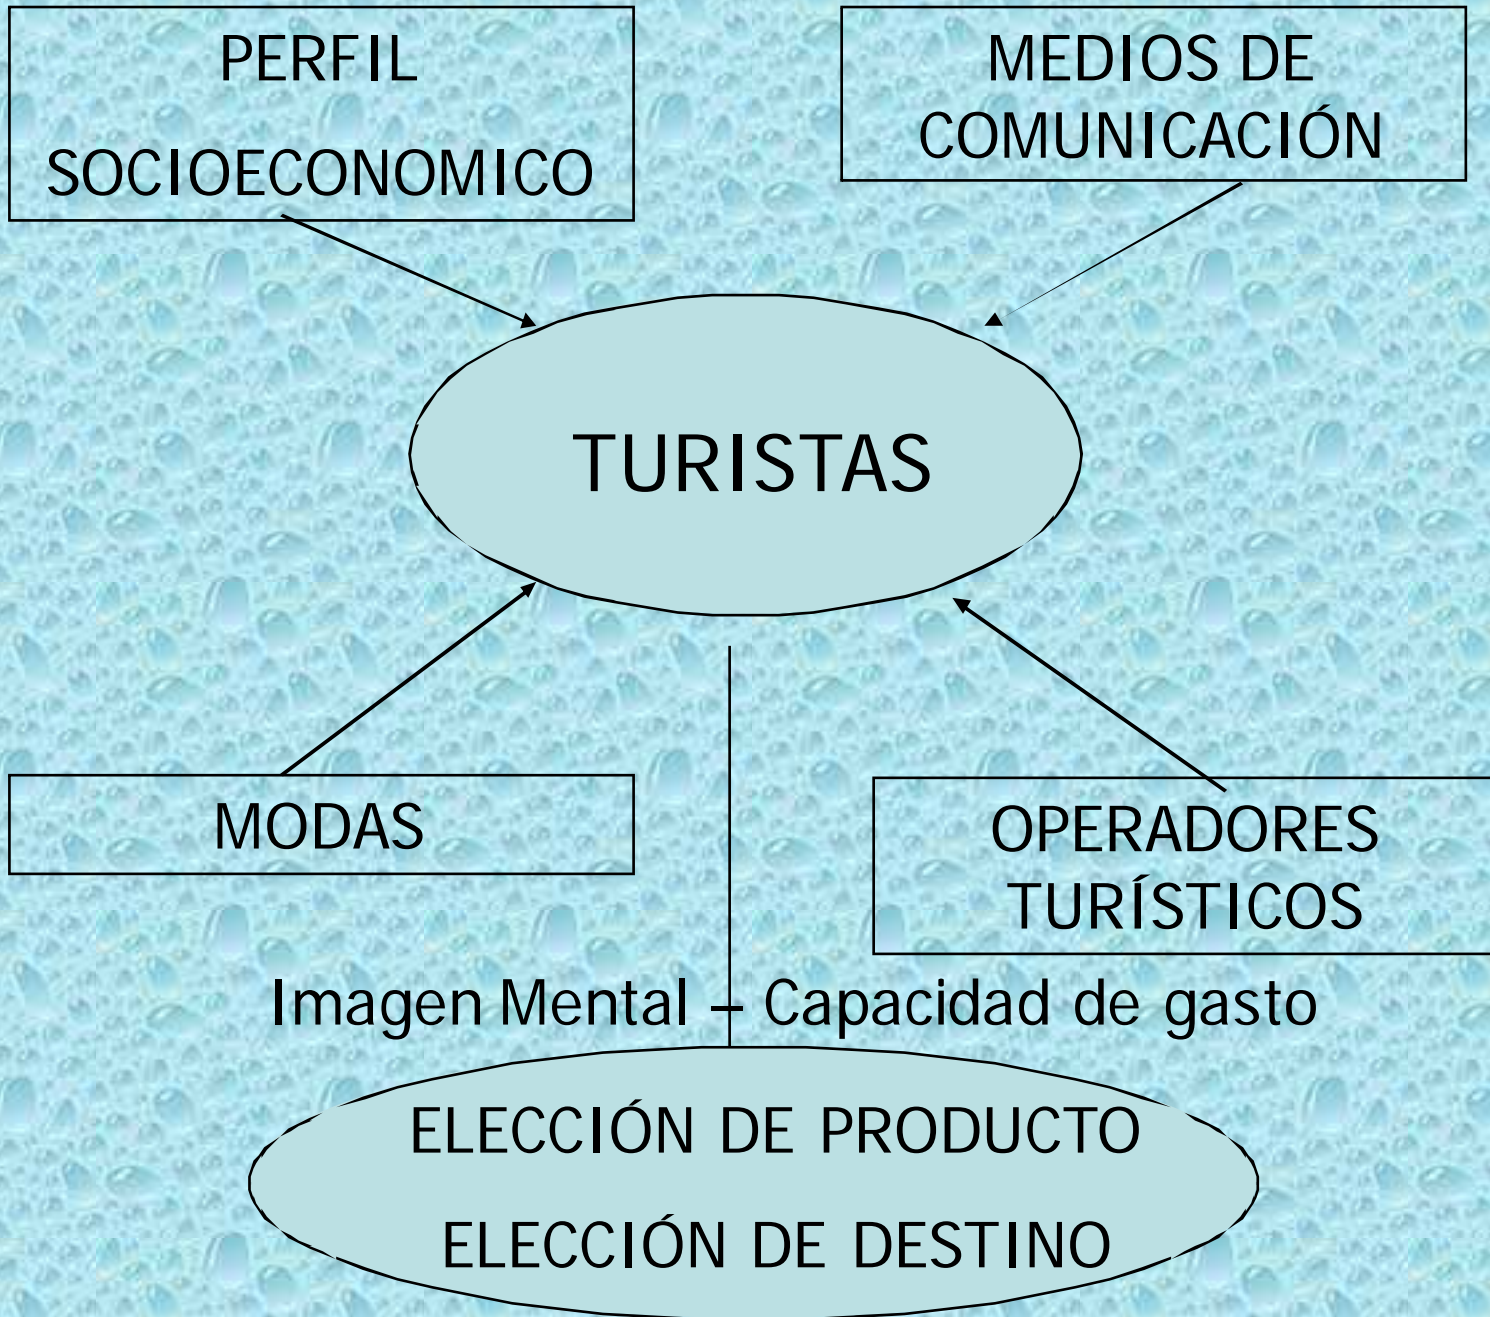 PERFIL
SOCIOECONOMICO
MEDIOS DE
COMUNICACIÓN
TURISTAS
MODAS
OPERADORES
TURÍSTICOS
Imagen Mental – Capacidad de gasto
ELECCIÓN DE PRODUCTO
ELECCIÓN DE DESTINO